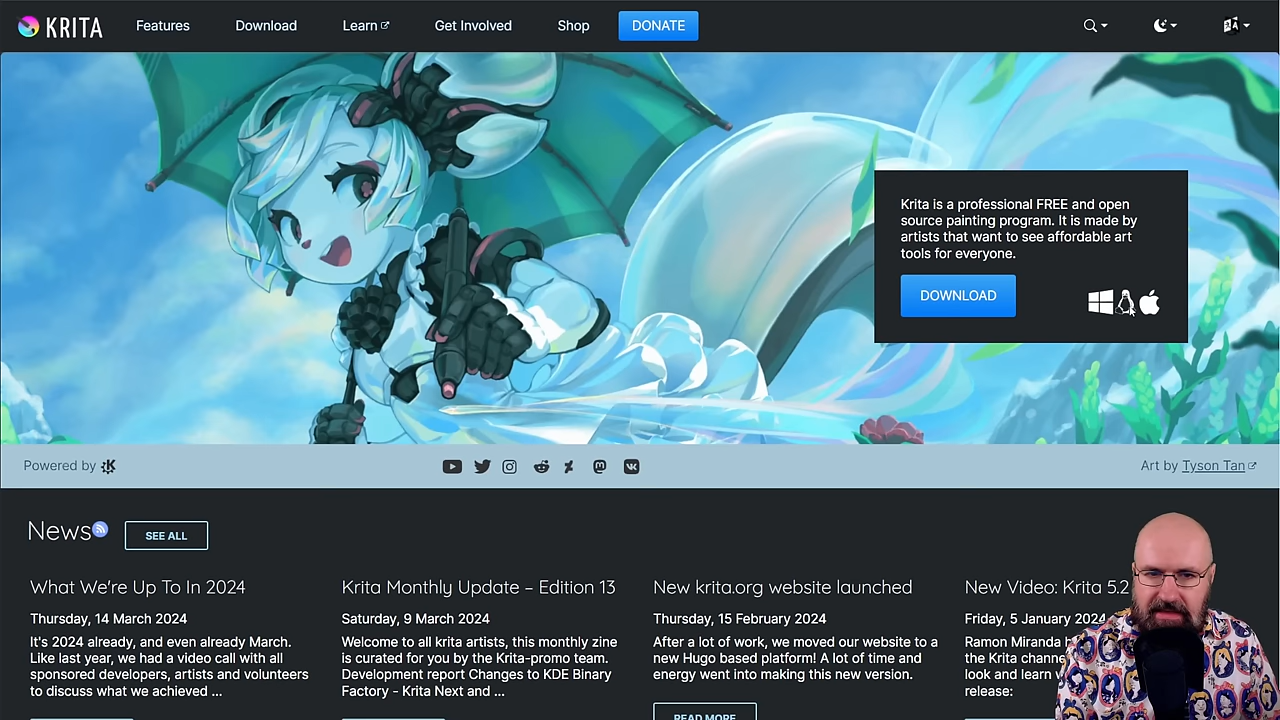 KRITA
Features
Download
Learn
Get Involved
Shop
DONATE
Krita is a professional FREE and open
source painting program. It is made by
artists that want to see affordable art
tools for everyone.
DOWNLOAD
Powered by
Art by Tyson Tan
News
SEE ALL
What We're Up To In 2024
Thursday, 14 March 2024
It's 2024 already, and even already March.
Like last year, we had a video call with all
sponsored developers, artists and volunteers
to discuss what we achieved ...
Krita Monthly Update – Edition 13
Saturday, 9 March 2024
Welcome to all krita artists, this monthly zine
is curated for you by the Krita-promo team.
Development report Changes to KDE Binary
Factory - Krita Next and ...
New krita.org website launched
Thursday, 15 February 2024
After a lot of work, we moved our website to a
new Hugo based platform! A lot of time and
energy went into making this new version.
READ MORE
New Video: Krita 5.2
Friday, 5 January 2024
Ramon Miranda
the Krita channe
look and learn
release: